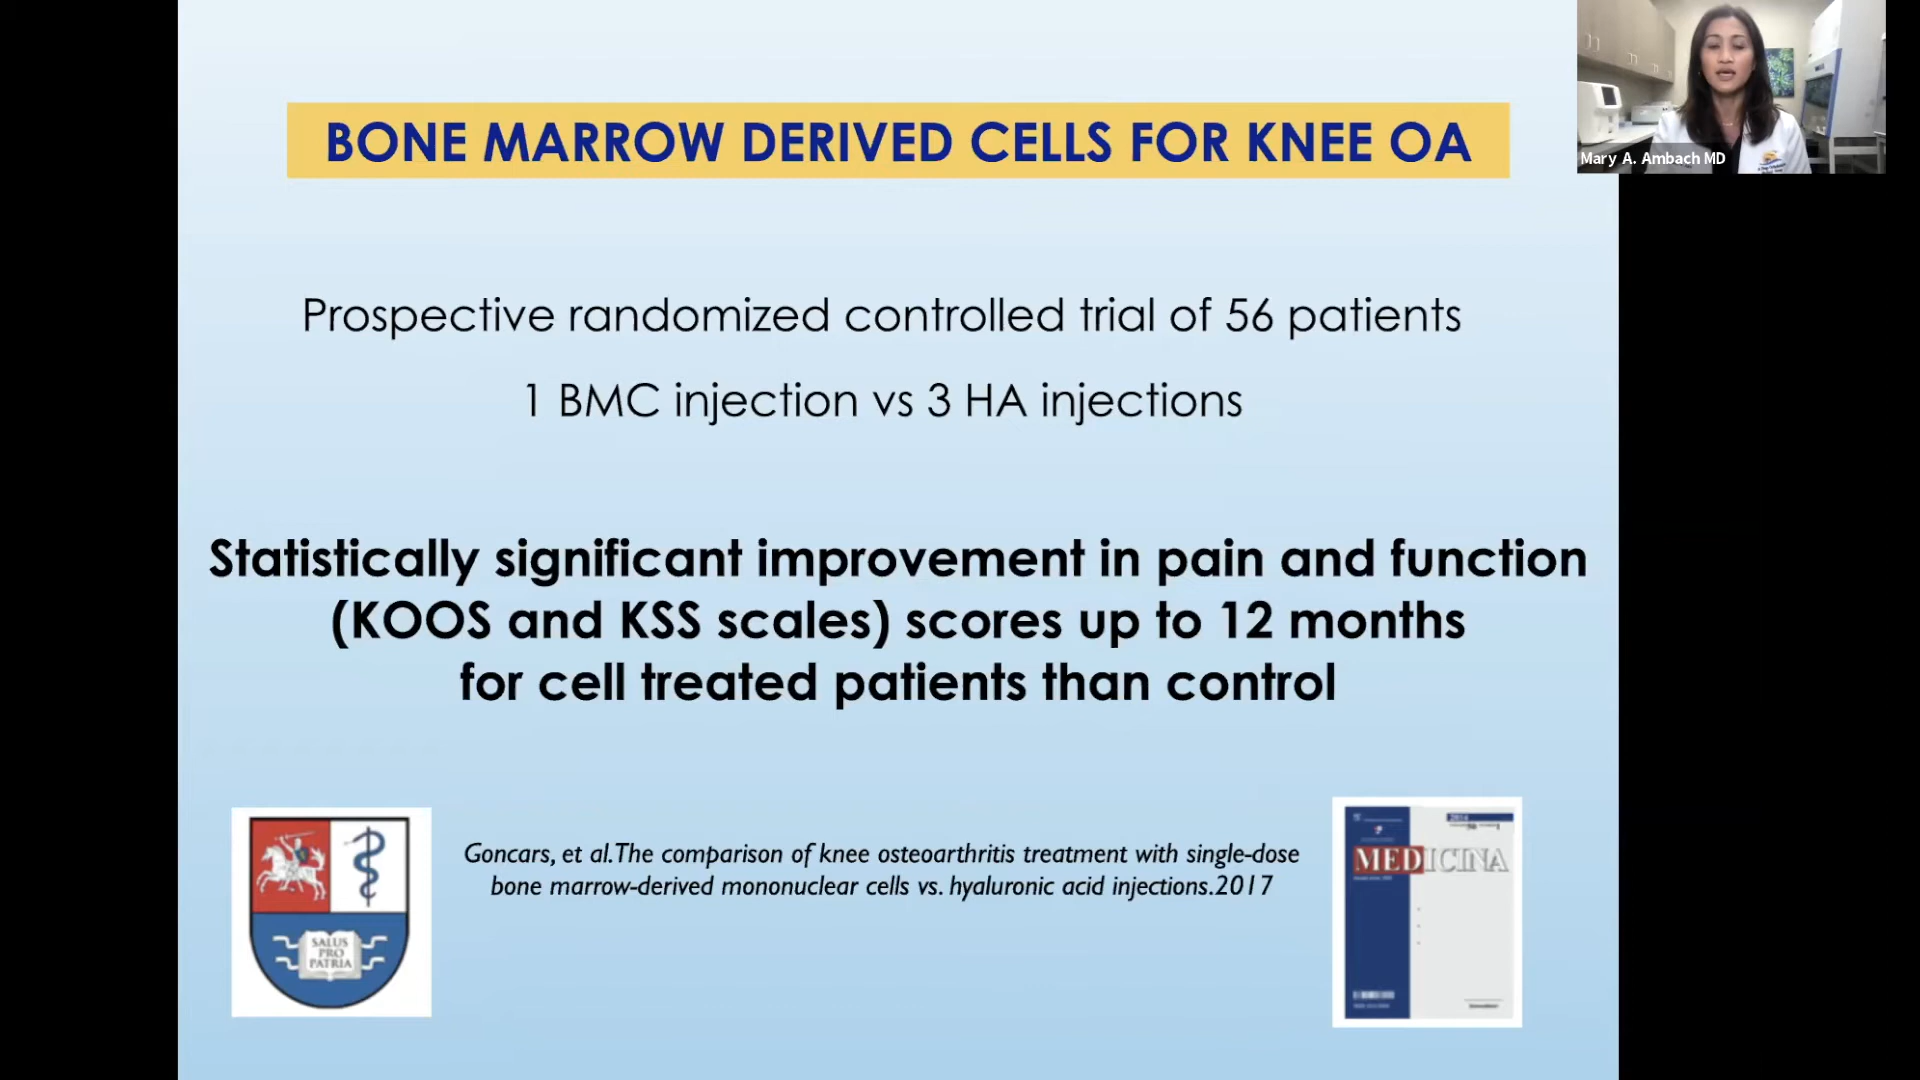 BONE MARROW DERIVED CELLS FOR KNEE OA
Mary A. Ambach MD
Prospective randomized controlled trial of 56 patients
1 BMC injection vs 3 HA injections
Statistically significant improvement in pain and function
(KOOS and KSS scales) scores up to 12 months
for cell treated patients than control
Goncars, et al.The comparison of knee osteoarthritis treatment with single-dose
bone marrow-derived mononuclear cells vs. hyaluronic acid injections.2017
SALUS
PRO
PATRIA
2014
MEDICINA